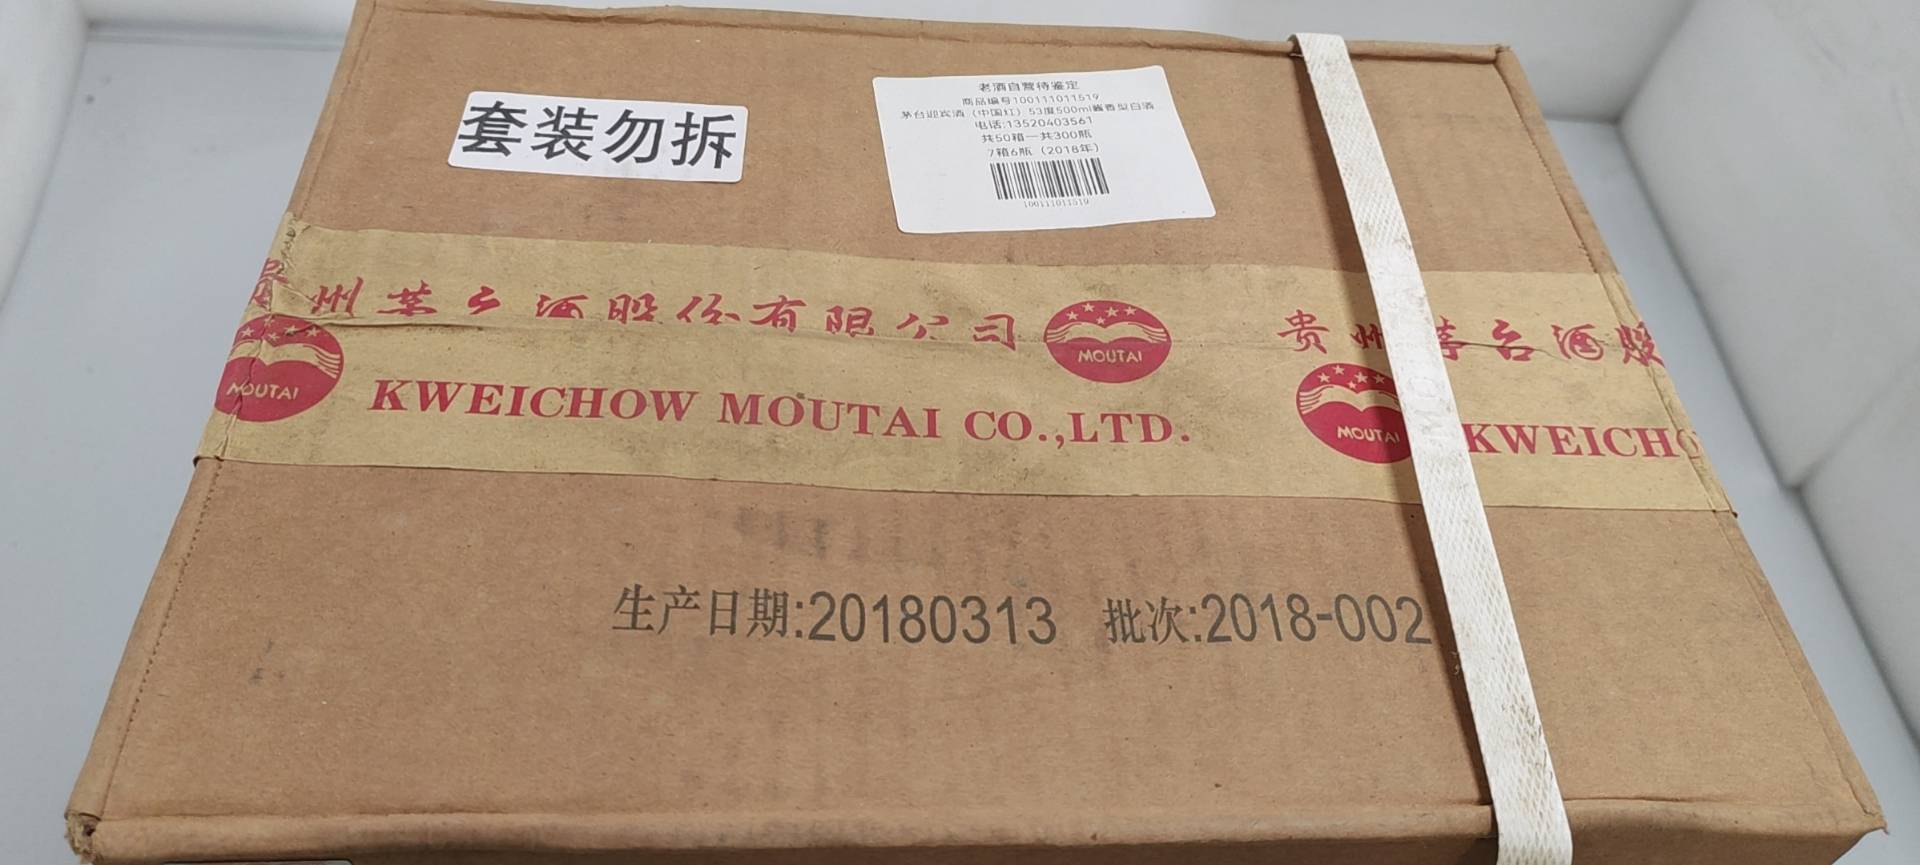 套装勿拆
老酒自营待鉴定
商品编号100111011519
茅台迎宾酒（中国红）53度500ml酱香型白酒
电话:13520403561
共50箱一共300瓶
7箱6瓶（2018年）
100111011519
贵州茅台酒股份有限公司 MOUTAI 贵州茅台酒股
MOUTAI KWEICHOW MOUTAI CO.,LTD. MOUTAI KWEICHO
生产日期:20180313 批次:2018-002